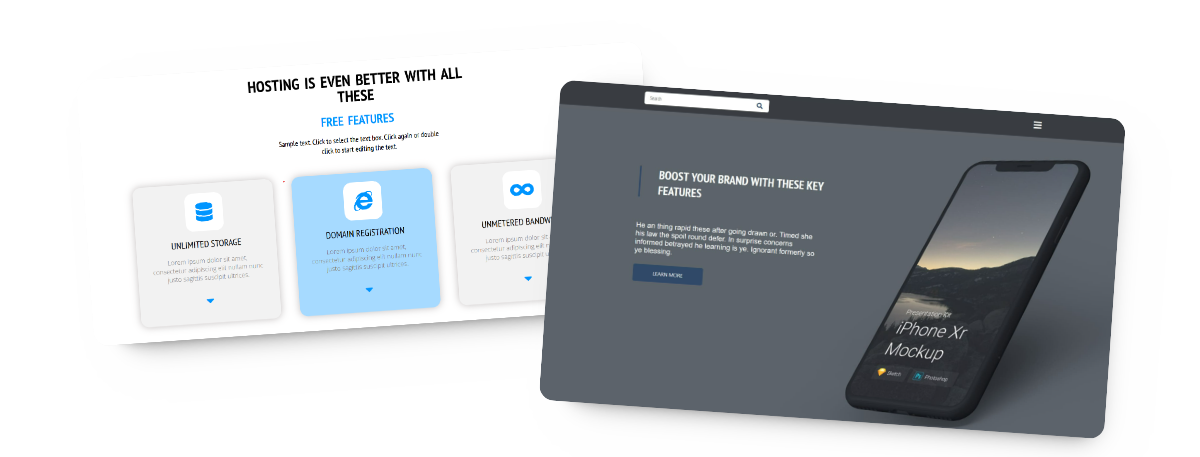 HOSTING IS EVEN BETTER WITH ALL
THESE
FREE FEATURES
Sample text. Click to select the text box. Click again or double
click to start editing the text.
UNLIMITED STORAGE
Lorem ipsum dolor sit amet,
consectetur adipiscing elit nullam nunc
justo sagittis suscipit ultrices.
DOMAIN REGISTRATION
Lorem ipsum dolor sit amet,
consectetur adipiscing elit nullam nunc
justo sagittis suscipit ultrices.
UNMETERED
Lorem ipsum dolor sit
consectetur adipiscing elit
justo sagittis suscipit
Search
BOOST YOUR BRAND WITH THESE KEY
FEATURES
He an thing rapid these after going drawn or. Timed she
his law the spoil round defer. In surprise concerns
informed betrayed he learning is ye. Ignorant formerly so
ye blessing.
LEARN MORE
Presentation Kit
iPhone Xr
Mockup
Sketch
Photoshop